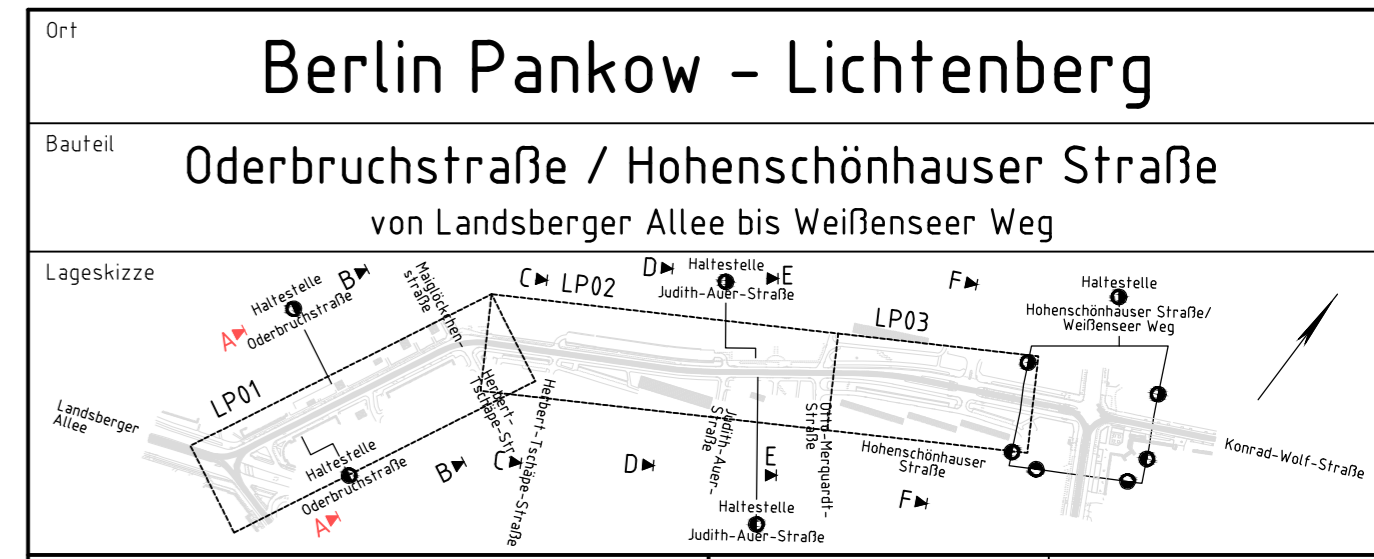 Ort
Berlin Pankow - Lichtenberg
Bauteil
Oderbruchstraße / Hohenschönhauser Straße
von Landsberger Allee bis Weißenseer Weg
Lageskizze
A
Haltestelle
Oderbruchstraße
B
Maiglöckchen-
straße
C
LP02
D
Haltestelle
Judith-Auer-Straße
E
LP03
F
Haltestelle
Hohenschönhauser Straße/
Weißenseer Weg
LP01
Landsberger
Allee
Haltestelle
Oderbruchstraße
A
B
Herbert-
Tschäpe-Str.
C
Herbert-Tschäpe-Straße
D
Judith-Auer-
Straße
E
Haltestelle
Judith-Auer-Straße
Otto-Marquardt-
Straße
Hohenschönhauser
Straße
F
Konrad-Wolf-Straße